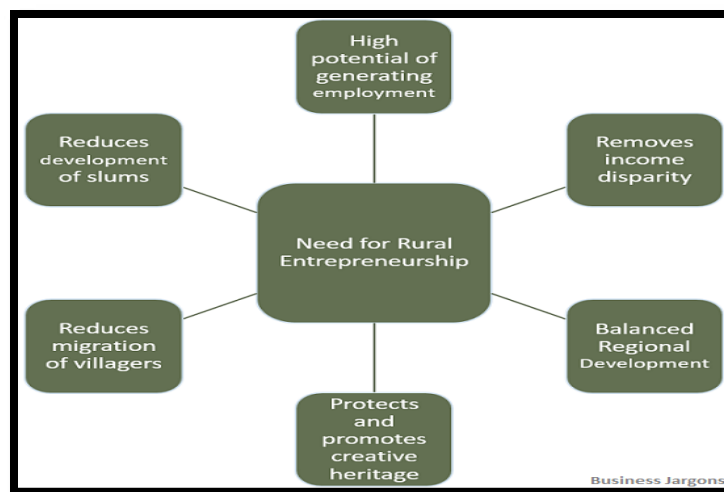 High
potential of
generating
employment
Reduces
development
of slums
Removes
income
disparity
Need for Rural
Entrepreneurship
Reduces
migration
of villagers
Balanced
Regional
Development
Protects
and
promotes
creative
heritage
Business Jargons